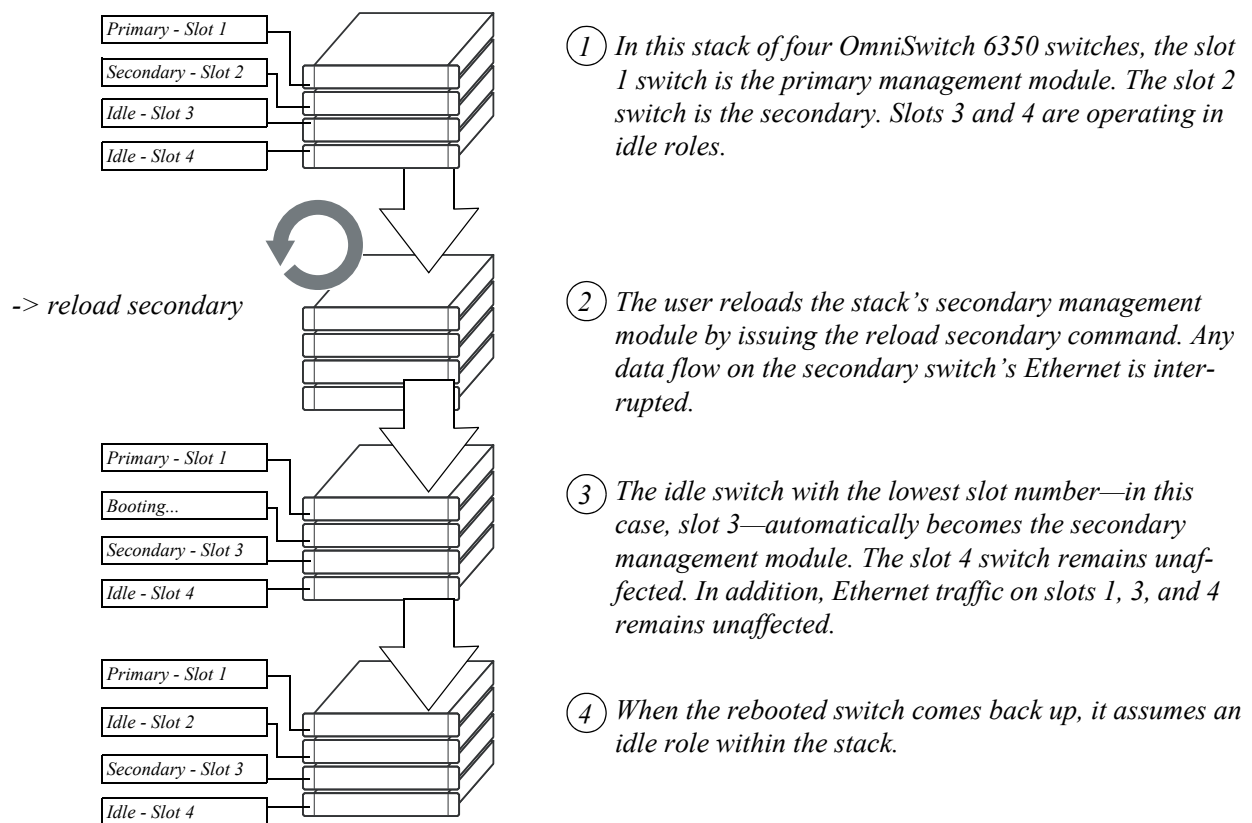 Primary - Slot 1
Secondary - Slot 2
Idle - Slot 3
Idle - Slot 4
1 In this stack of four OmniSwitch 6350 switches, the slot
1 switch is the primary management module. The slot 2
switch is the secondary. Slots 3 and 4 are operating in
idle roles.
-> reload secondary
2 The user reloads the stack’s secondary management
module by issuing the reload secondary command. Any
data flow on the secondary switch’s Ethernet is inter-
rupted.
Primary - Slot 1
Booting...
Secondary - Slot 3
Idle - Slot 4
3 The idle switch with the lowest slot number—in this
case, slot 3—automatically becomes the secondary
management module. The slot 4 switch remains unaf-
fected. In addition, Ethernet traffic on slots 1, 3, and 4
remains unaffected.
Primary - Slot 1
Idle - Slot 2
Secondary - Slot 3
Idle - Slot 4
4 When the rebooted switch comes back up, it assumes an
idle role within the stack.